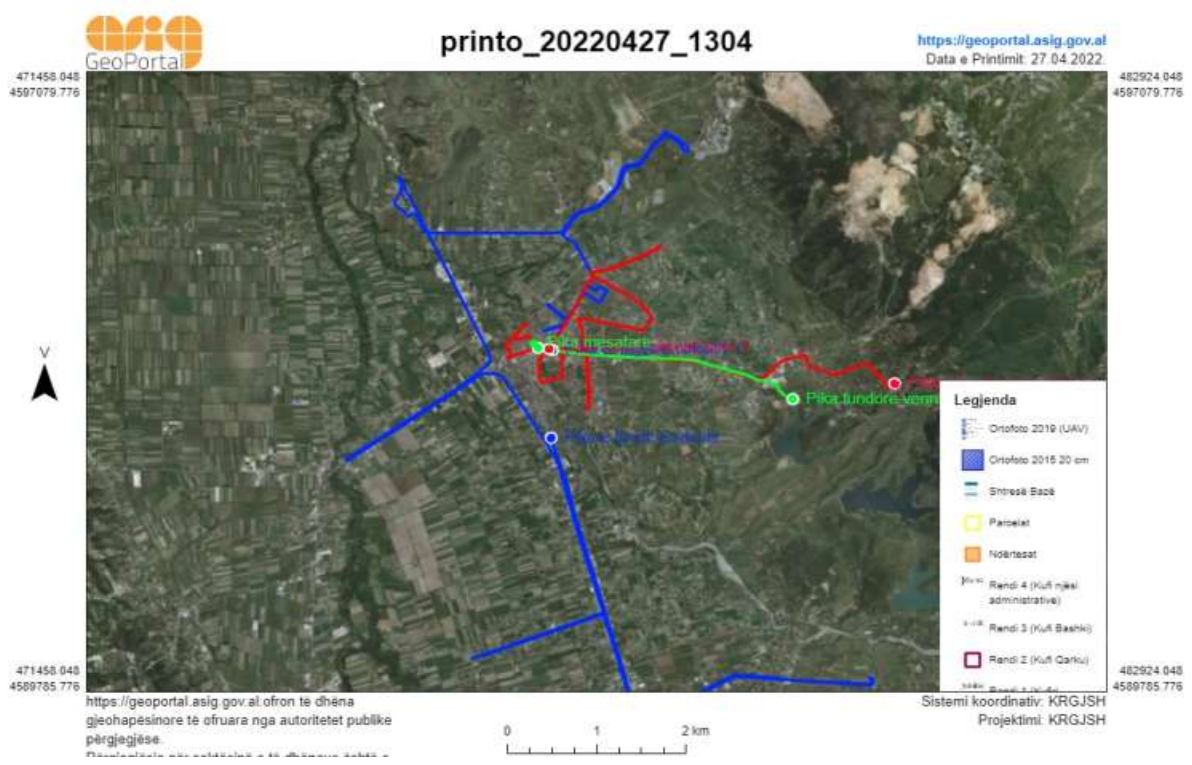 asig
GeoPortal
printo_20220427_1304
https://geoportal.asig.gov.al
Data e Printimit: 27.04.2022.
471458.048
4597079.776
482924.048
4597079.776
V
Pika mesatare
Pika fundore
Legjenda
Ortofoto 2019 (UAV)
Ortofoto 2015 20 cm
Shtresë Bazë
Parcelat
Ndërtesat
Rendi 4 (Kufi njësi
administrative)
Rendi 3 (Kufi Bashki)
Rendi 2 (Kufi Qarku)
471458.048
4589785.776
482924.048
4589785.776
https://geoportal.asig.gov.al ofron të dhëna
gjeohapësinore të ofruara nga autoritetet publike
përgjegjëse.
Sistemi koordinativ: KRGJSH
Projektimi: KRGJSH
0 1 2 km